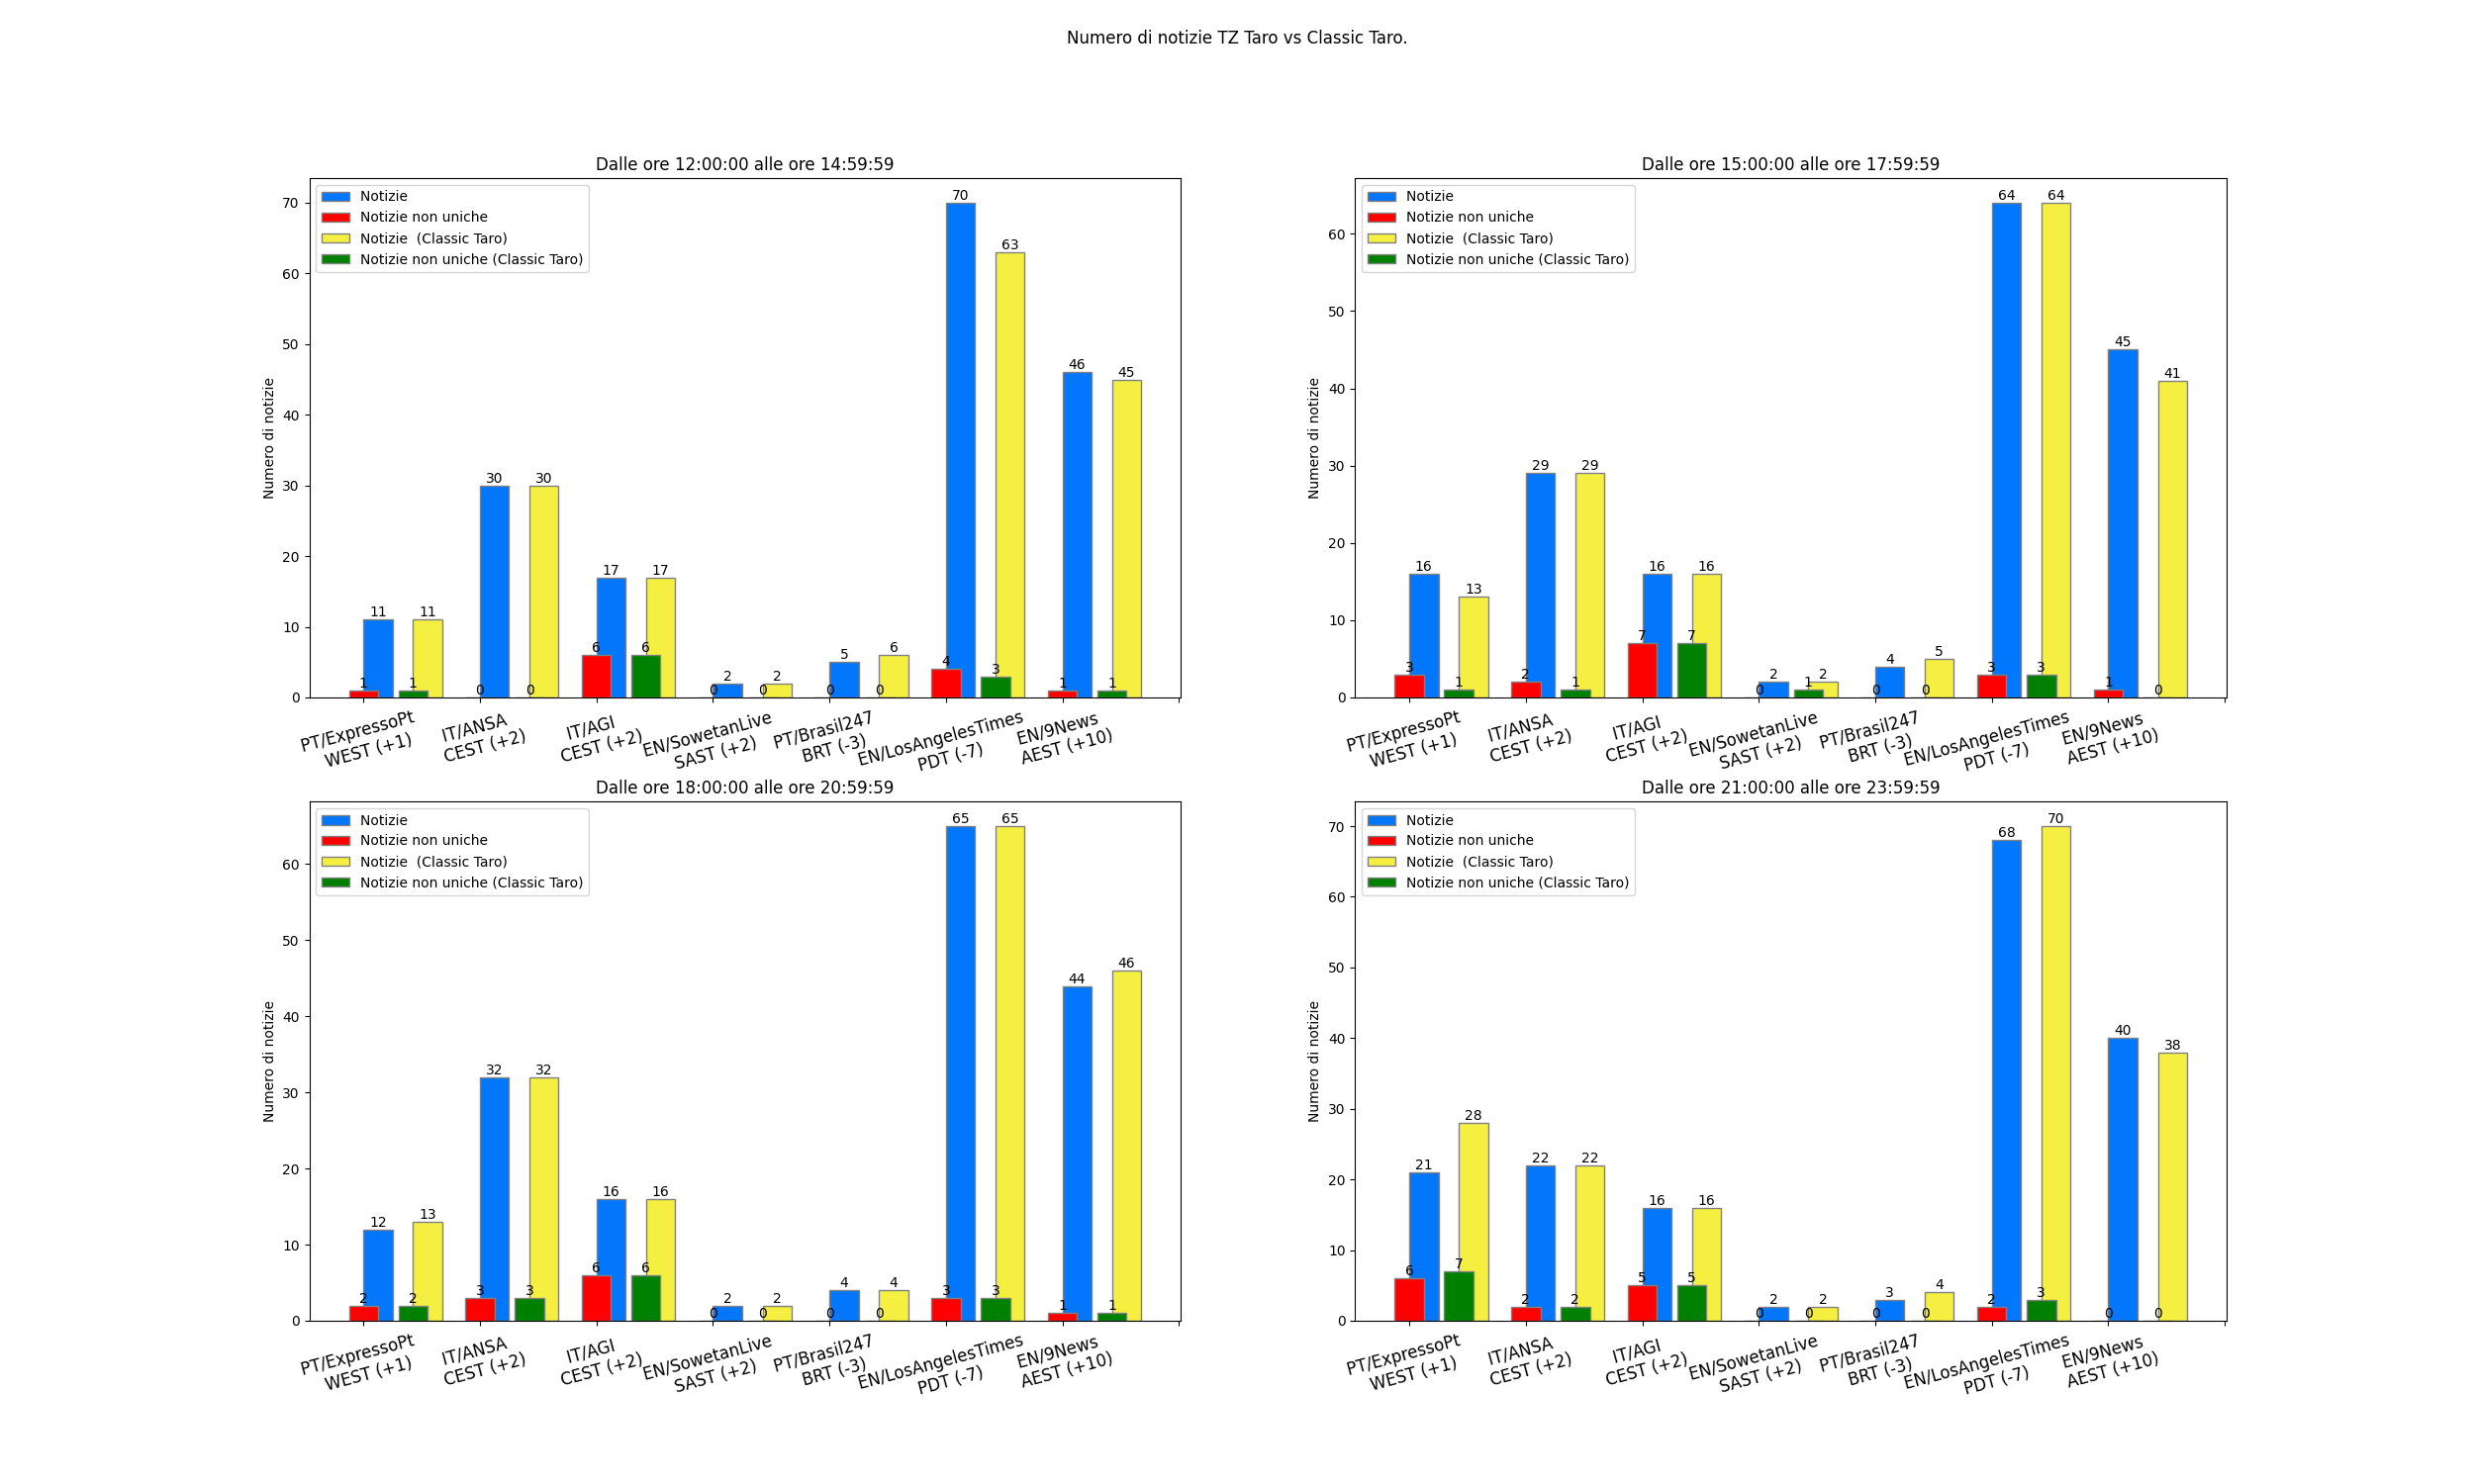 Numero di notizie TZ Taro vs Classic Taro.
Dalle ore 12:00:00 alle ore 14:59:59
Numero di notizie
70
60
50
40
30
20
10
0
Notizie
Notizie non uniche
Notizie (Classic Taro)
Notizie non uniche (Classic Taro)
1 11 1 11
0 30 0 30
6 17 6 17
0 2 0 2
0 5 0 6
4 70 3 63
1 46 1 45
PT/ExpressoPt
WEST (+1)
IT/ANSA
CEST (+2)
IT/AGI
CEST (+2)
EN/SowetanLive
SAST (+2)
PT/Brasil247
BRT (-3)
EN/LosAngelesTimes
PDT (-7)
EN/9News
AEST (+10)
Dalle ore 15:00:00 alle ore 17:59:59
Numero di notizie
60
50
40
30
20
10
0
Notizie
Notizie non uniche
Notizie (Classic Taro)
Notizie non uniche (Classic Taro)
3 16 1 13
2 29 1 29
7 16 7 16
0 2 1 2
0 4 0 5
3 64 3 64
1 45 0 41
PT/ExpressoPt
WEST (+1)
IT/ANSA
CEST (+2)
IT/AGI
CEST (+2)
EN/SowetanLive
SAST (+2)
PT/Brasil247
BRT (-3)
EN/LosAngelesTimes
PDT (-7)
EN/9News
AEST (+10)
Dalle ore 18:00:00 alle ore 20:59:59
Numero di notizie
60
50
40
30
20
10
0
Notizie
Notizie non uniche
Notizie (Classic Taro)
Notizie non uniche (Classic Taro)
2 12 2 13
3 32 3 32
6 16 6 16
0 2 0 2
0 4 0 4
3 65 3 65
1 44 1 46
PT/ExpressoPt
WEST (+1)
IT/ANSA
CEST (+2)
IT/AGI
CEST (+2)
EN/SowetanLive
SAST (+2)
PT/Brasil247
BRT (-3)
EN/LosAngelesTimes
PDT (-7)
EN/9News
AEST (+10)
Dalle ore 21:00:00 alle ore 23:59:59
Numero di notizie
70
60
50
40
30
20
10
0
Notizie
Notizie non uniche
Notizie (Classic Taro)
Notizie non uniche (Classic Taro)
6 21 7 28
2 22 2 22
5 16 5 16
0 2 0 2
0 3 0 4
2 68 3 70
0 40 0 38
PT/ExpressoPt
WEST (+1)
IT/ANSA
CEST (+2)
IT/AGI
CEST (+2)
EN/SowetanLive
SAST (+2)
PT/Brasil247
BRT (-3)
EN/LosAngelesTimes
PDT (-7)
EN/9News
AEST (+10)